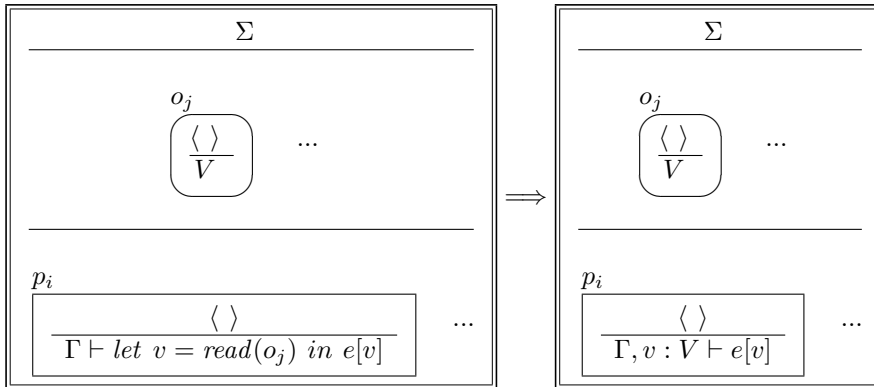 Σ Σ
o_j o_j
⟨ ⟩ ⟨ ⟩
V ... V ...
⟹
p_i p_i
⟨ ⟩ ⟨ ⟩
Γ ⊢ let v = read(o_j) in e[v] ... Γ, v : V ⊢ e[v] ...